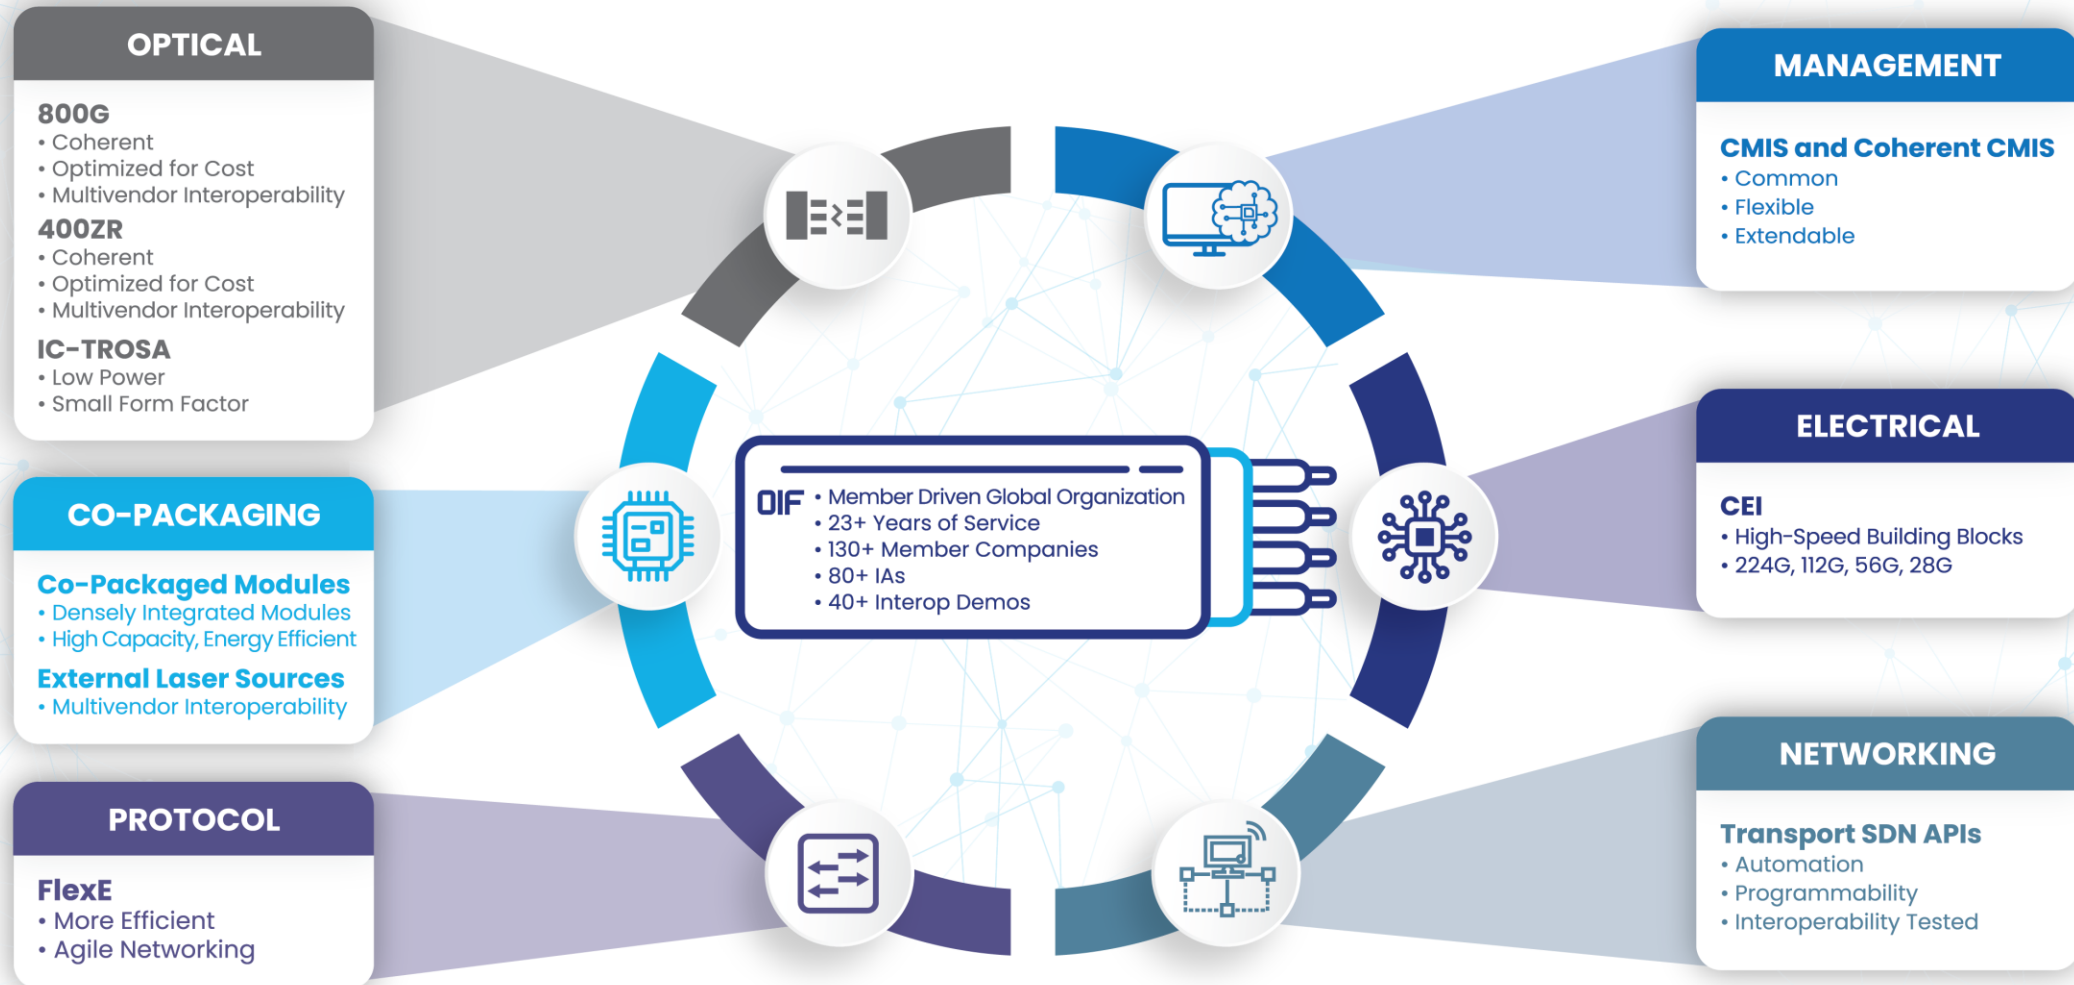 OPTICAL
800G
• Coherent
• Optimized for Cost
• Multivendor Interoperability
400ZR
• Coherent
• Optimized for Cost
• Multivendor Interoperability
IC-TROSA
• Low Power
• Small Form Factor
CO-PACKAGING
Co-Packaged Modules
• Densely Integrated Modules
• High Capacity, Energy Efficient
External Laser Sources
• Multivendor Interoperability
PROTOCOL
FlexE
• More Efficient
• Agile Networking
OIF
• Member Driven Global Organization
• 23+ Years of Service
• 130+ Member Companies
• 80+ IAs
• 40+ Interop Demos
MANAGEMENT
CMIS and Coherent CMIS
• Common
• Flexible
• Extendable
ELECTRICAL
CEI
• High-Speed Building Blocks
• 224G, 112G, 56G, 28G
NETWORKING
Transport SDN APIs
• Automation
• Programmability
• Interoperability Tested